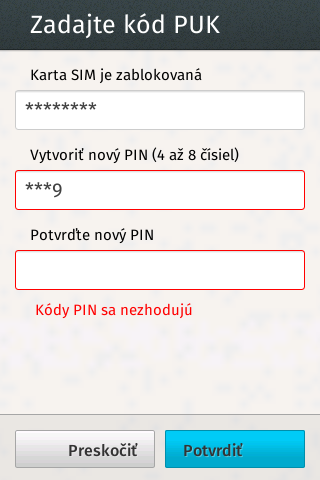 Zadajte kód PUK
Karta SIM je zablokovaná
********
Vytvoriť nový PIN (4 až 8 čísiel)
***9
Potvrďte nový PIN
Kódy PIN sa nezhodujú
Preskočiť
Potvrdiť